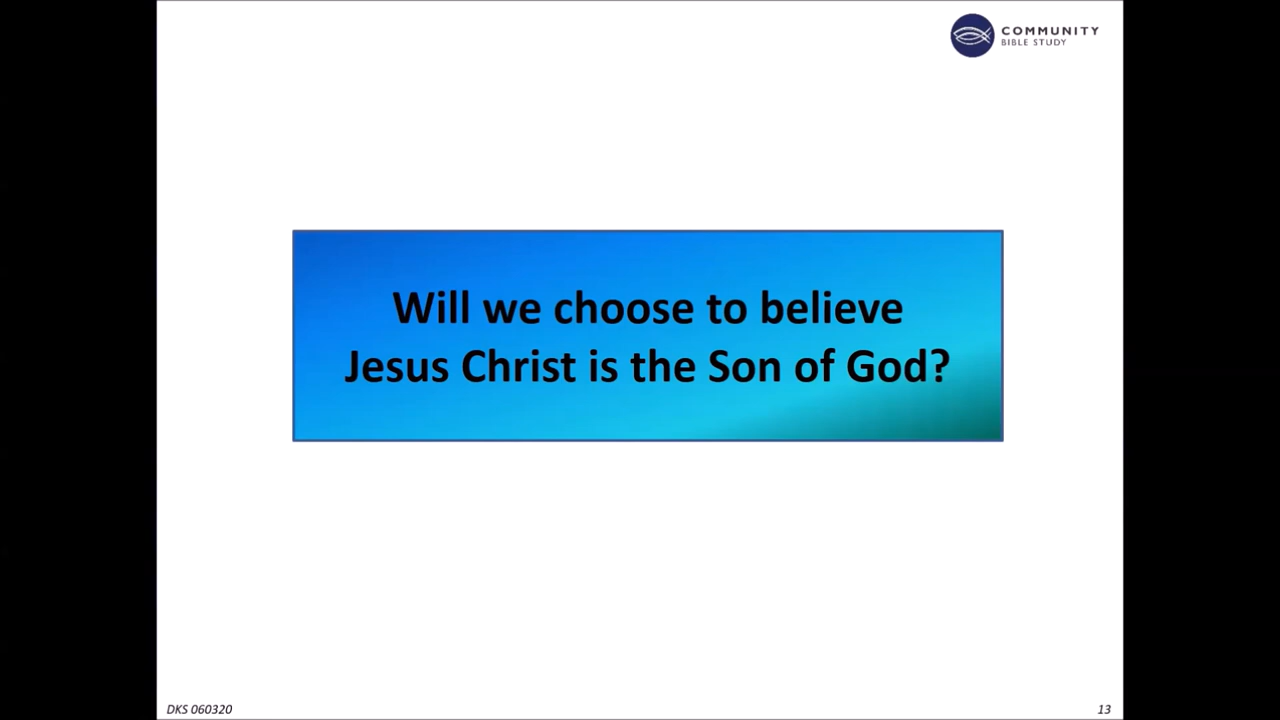 COMMUNITY
BIBLE STUDY
Will we choose to believe
Jesus Christ is the Son of God?
DKS 060320
13